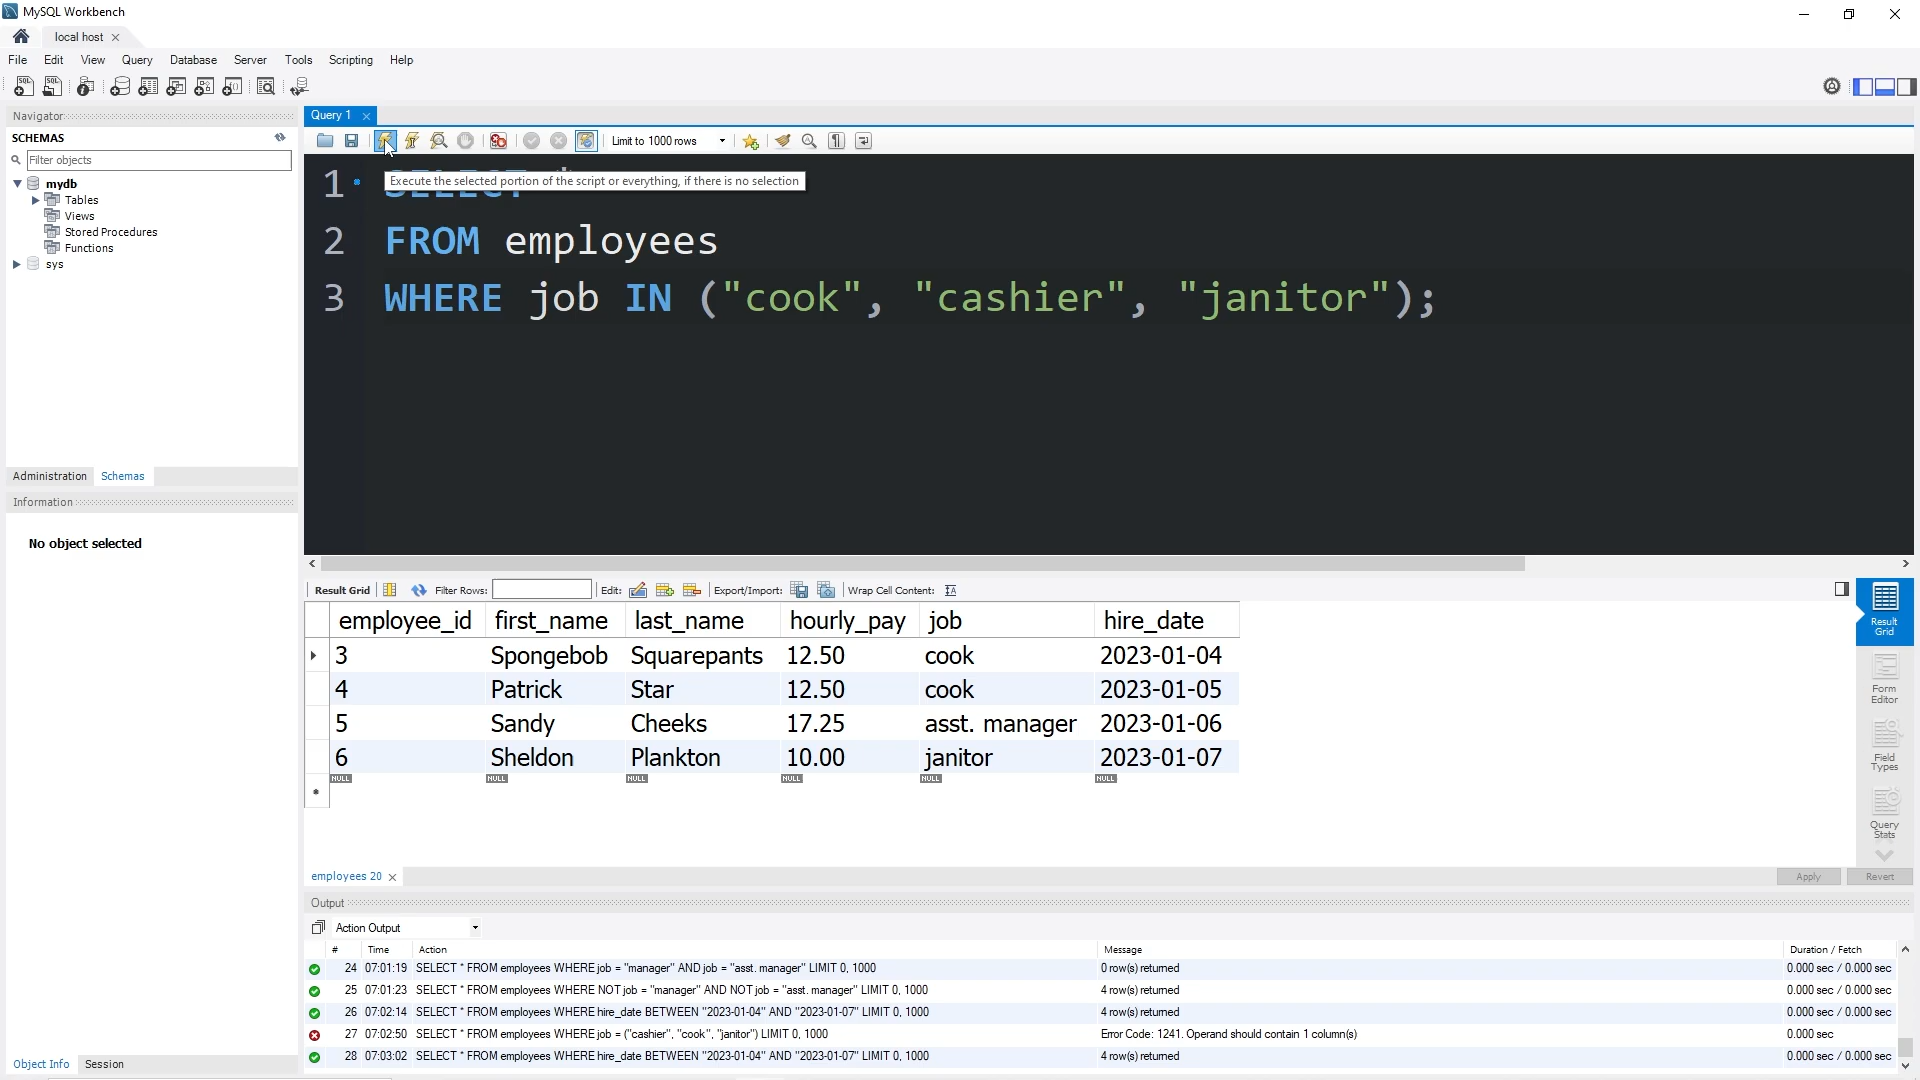 MySQL Workbench
local host
File Edit View Query Database Server Tools Scripting Help
Navigator
SCHEMAS
Filter objects
mydb
Tables
Views
Stored Procedures
Functions
sys
Administration Schemas
Information
No object selected
Object Info Session
Query 1
Limit to 1000 rows
Execute the selected portion of the script or everything, if there is no selection
1 SELECT *
2 FROM employees
3 WHERE job IN ("cook", "cashier", "janitor");
Result Grid Filter Rows: Edit: Export/Import: Wrap Cell Content:
employee_id first_name last_name hourly_pay job hire_date
3 Spongebob Squarepants 12.50 cook 2023-01-04
4 Patrick Star 12.50 cook 2023-01-05
5 Sandy Cheeks 17.25 asst. manager 2023-01-06
6 Sheldon Plankton 10.00 janitor 2023-01-07
NULL NULL NULL NULL NULL NULL
Result
Grid
Form
Editor
Field
Types
Query
Stats
employees 20
Apply Revert
Output
Action Output
# Time Action Message Duration / Fetch
24 07:01:19 SELECT * FROM employees WHERE job = "manager" AND job = "asst. manager" LIMIT 0, 1000 0 row(s) returned 0.000 sec / 0.000 sec
25 07:01:23 SELECT * FROM employees WHERE NOT job = "manager" AND NOT job = "asst. manager" LIMIT 0, 1000 4 row(s) returned 0.000 sec / 0.000 sec
26 07:02:14 SELECT * FROM employees WHERE hire_date BETWEEN "2023-01-04" AND "2023-01-07" LIMIT 0, 1000 4 row(s) returned 0.000 sec / 0.000 sec
27 07:02:50 SELECT * FROM employees WHERE job = ("cashier", "cook", "janitor") LIMIT 0, 1000 Error Code: 1241. Operand should contain 1 column(s) 0.000 sec
28 07:03:02 SELECT * FROM employees WHERE hire_date BETWEEN "2023-01-04" AND "2023-01-07" LIMIT 0, 1000 4 row(s) returned 0.000 sec / 0.000 sec